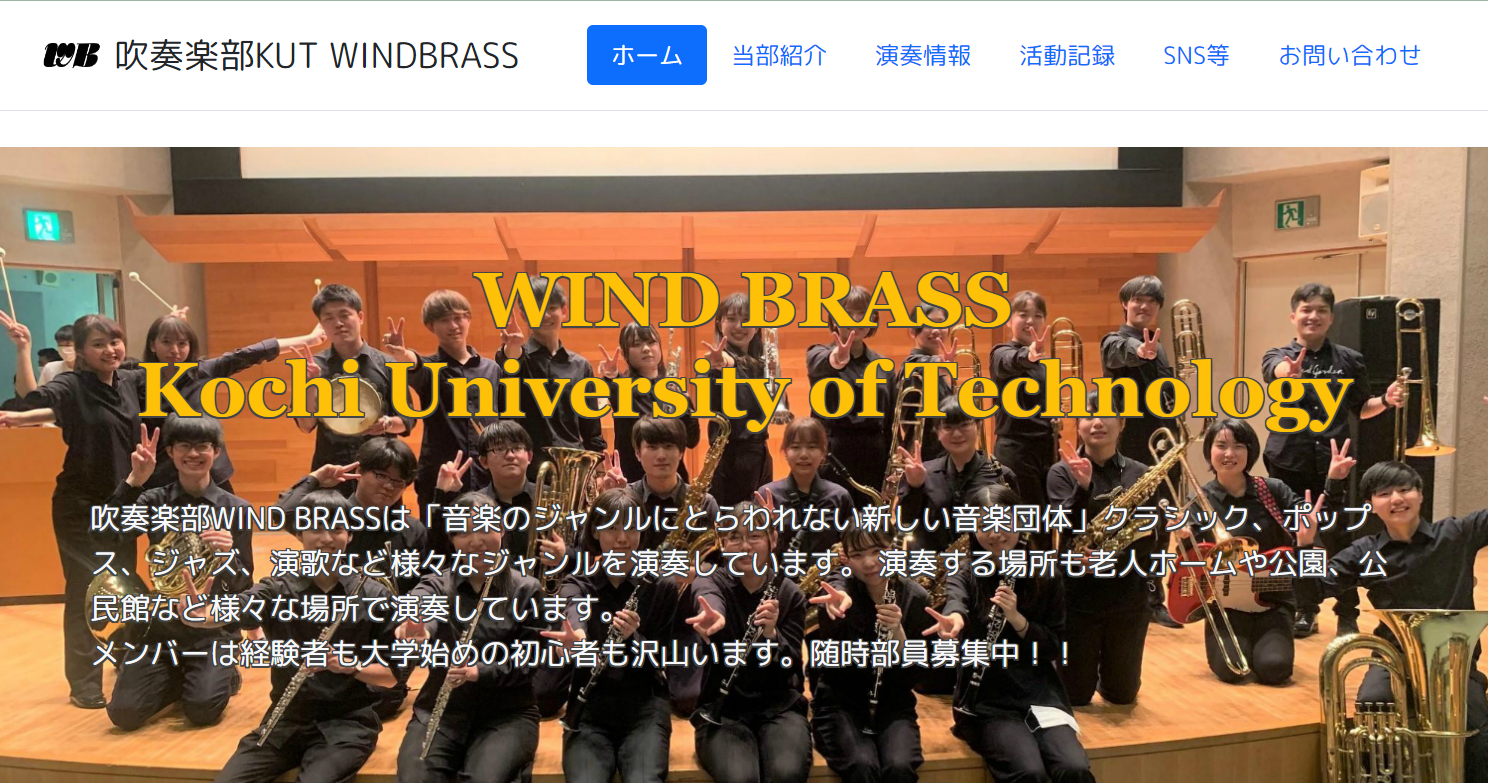 WB 吹奏楽部KUT WINDBRASS
ホーム 当部紹介 演奏情報 活動記録 SNS等 お問い合わせ
WIND BRASS
Kochi University of Technology
吹奏楽部WIND BRASSは「音楽のジャンルにとらわれない新しい音楽団体」クラシック、ポップ
ス、ジャズ、演歌など様々なジャンルを演奏しています。 演奏する場所も老人ホームや公園、公
民館など様々な場所で演奏しています。
メンバーは経験者も大学始めの初心者も沢山います。随時部員募集中！！